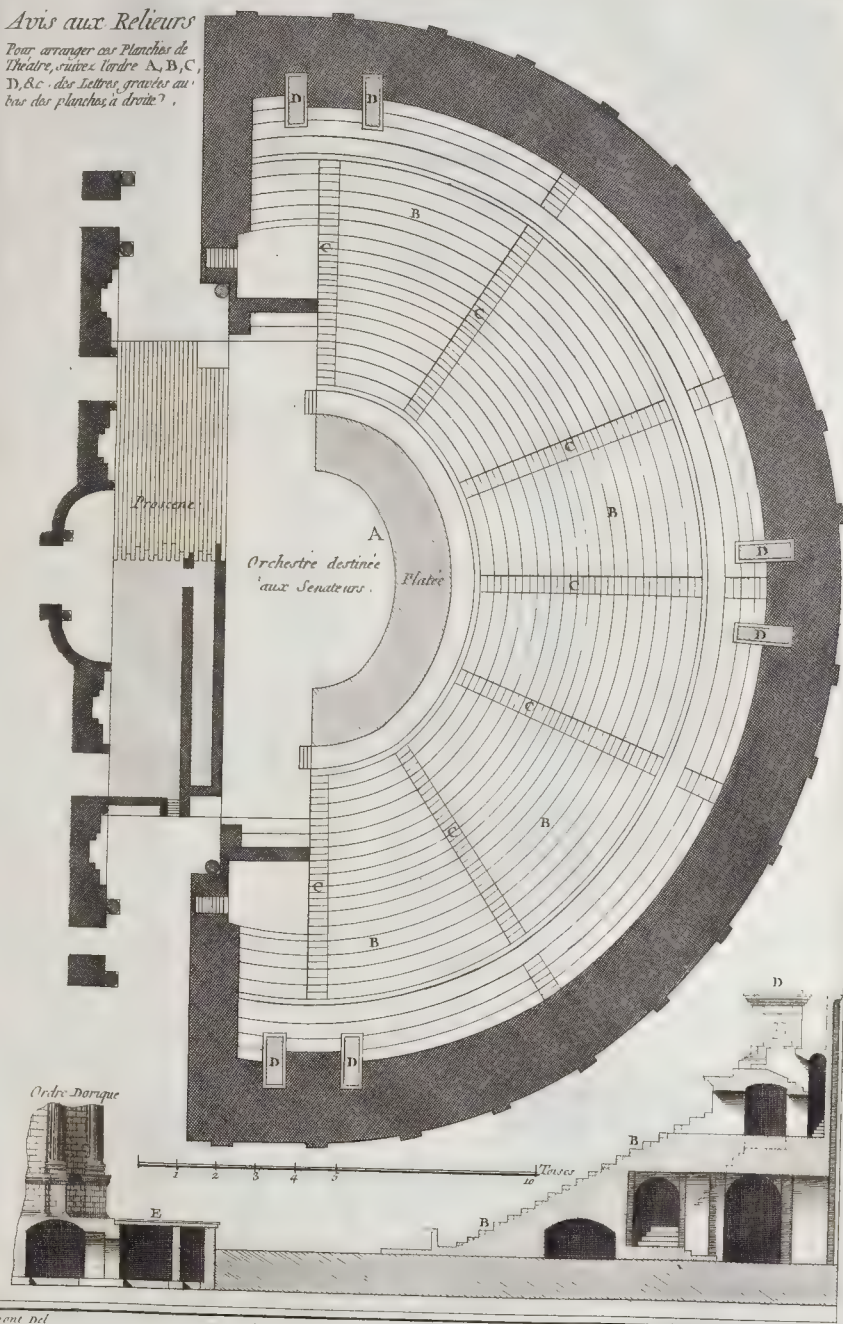 Avis aux Relieurs
Pour arranger ces Planches de
Théatre, suivez l'ordre A, B, C,
D, &c. des Lettres gravées au
bas des planches, à droite.
D
D
B
C
C
C
Proscene
B
A
Orchestre destinée
aux Senateurs.
Platée
D
C
D
C
C
B
C
B
D
D
D
Ordre Dorique
B
1
2
3
4
5
10
Toises
E
B
Del